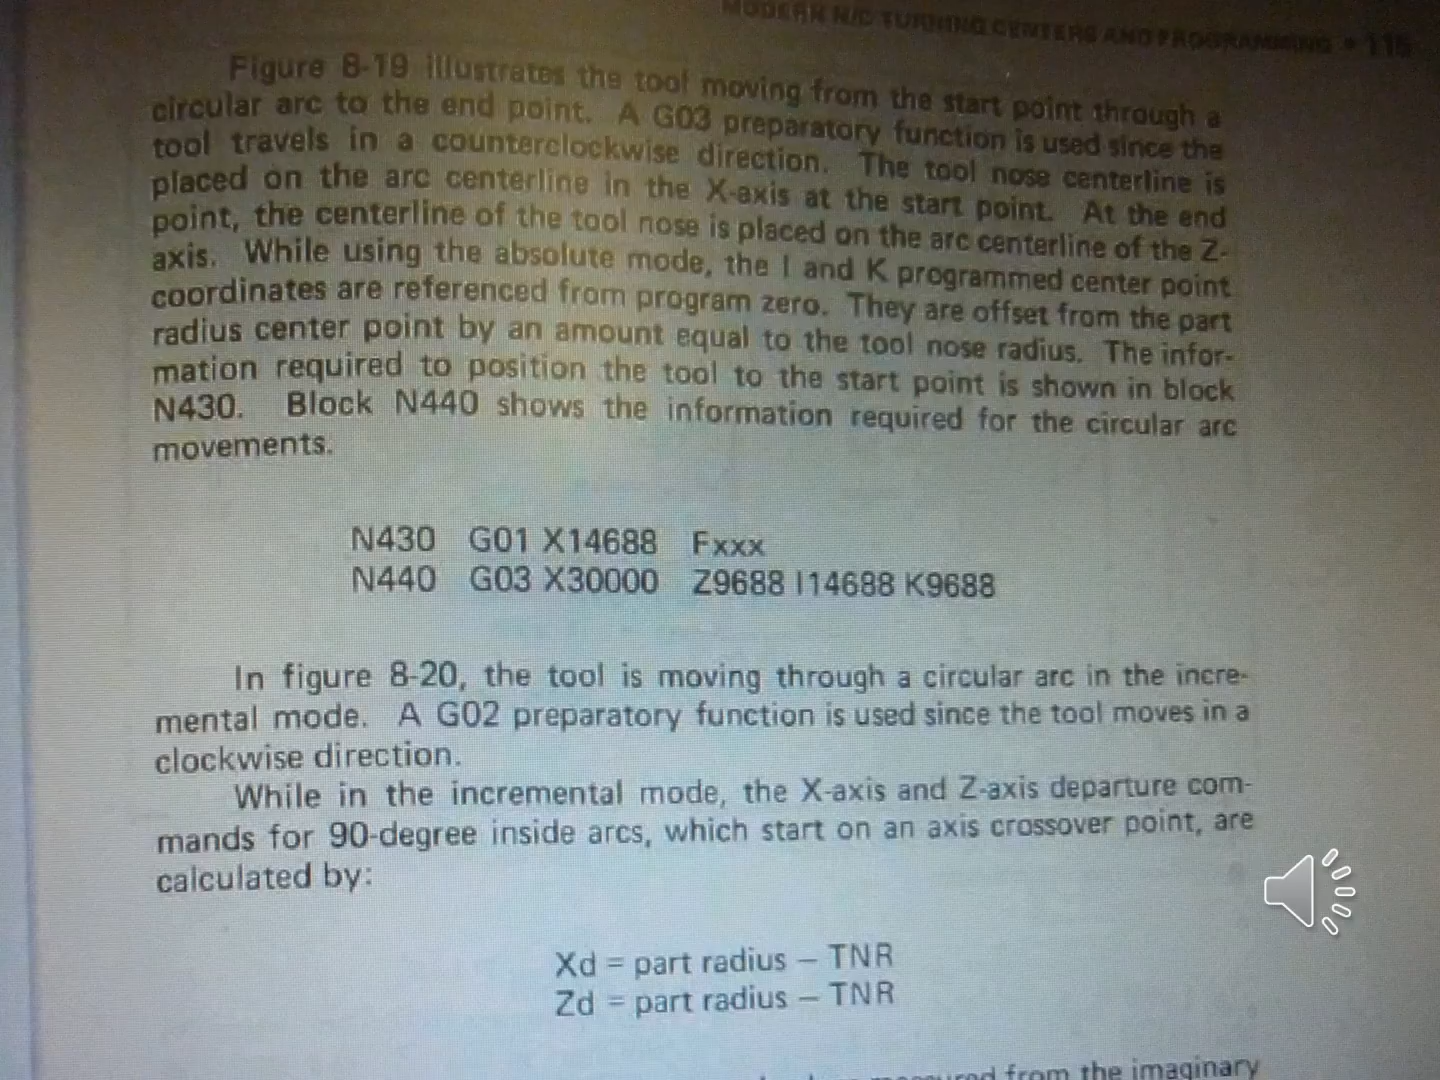 MODERN N/C TURNING CENTERS AND PROGRAMMING • 115
Figure 8-19 illustrates the tool moving from the start point through a
circular arc to the end point. A G03 preparatory function is used since the
tool travels in a counterclockwise direction. The tool nose centerline is
placed on the arc centerline in the X-axis at the start point. At the end
point, the centerline of the tool nose is placed on the arc centerline of the Z-
axis. While using the absolute mode, the I and K programmed center point
coordinates are referenced from program zero. They are offset from the part
radius center point by an amount equal to the tool nose radius. The infor-
mation required to position the tool to the start point is shown in block
N430. Block N440 shows the information required for the circular arc
movements.
N430 G01 X14688 Fxxx
N440 G03 X30000 Z9688 I14688 K9688
In figure 8-20, the tool is moving through a circular arc in the incre-
mental mode. A G02 preparatory function is used since the tool moves in a
clockwise direction.
While in the incremental mode, the X-axis and Z-axis departure com-
mands for 90-degree inside arcs, which start on an axis crossover point, are
calculated by:
Xd = part radius – TNR
Zd = part radius – TNR
from the imaginary